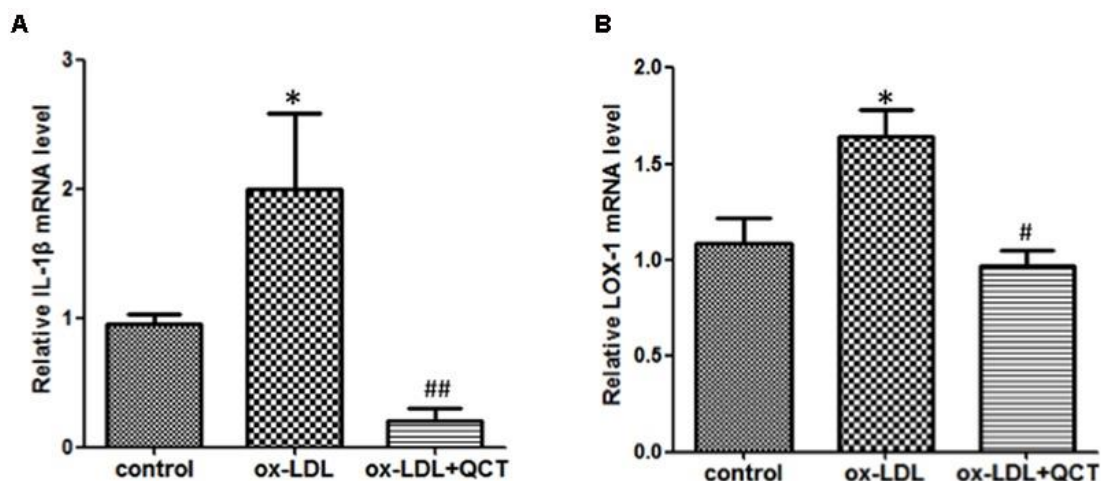 A
Relative IL-1β mRNA level
3
2
1
0
*
##
control
ox-LDL
ox-LDL+QCT
B
Relative LOX-1 mRNA level
2.0
1.5
1.0
0.5
0.0
*
#
control
ox-LDL
ox-LDL+QCT